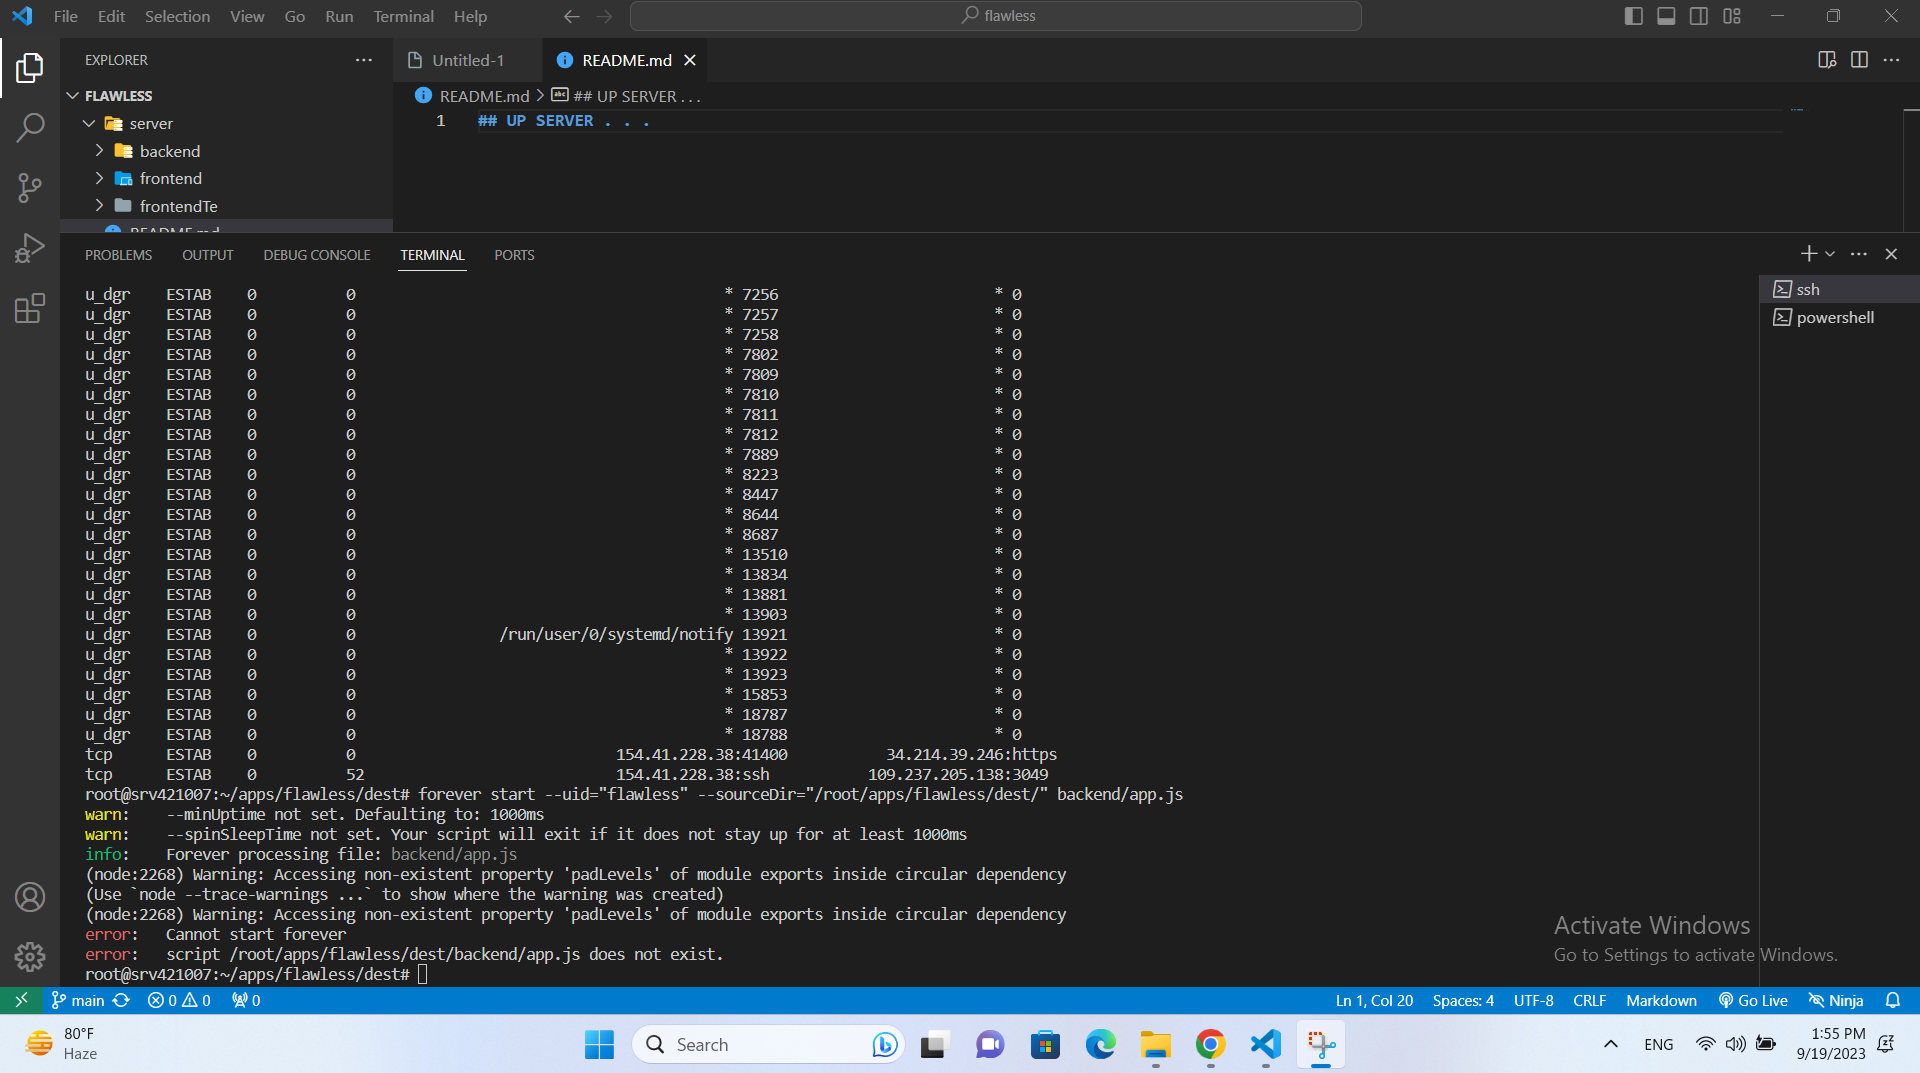 File Edit Selection View Go Run Terminal Help
flawless
EXPLORER
FLAWLESS
server
backend
frontend
frontendTe
README.md
Untitled-1
README.md
README.md > ## UP SERVER . . .
1 ## UP SERVER . . .
PROBLEMS OUTPUT DEBUG CONSOLE TERMINAL PORTS
ssh
powershell
u_dgr ESTAB 0 0 * 7256 * 0
u_dgr ESTAB 0 0 * 7257 * 0
u_dgr ESTAB 0 0 * 7258 * 0
u_dgr ESTAB 0 0 * 7802 * 0
u_dgr ESTAB 0 0 * 7809 * 0
u_dgr ESTAB 0 0 * 7810 * 0
u_dgr ESTAB 0 0 * 7811 * 0
u_dgr ESTAB 0 0 * 7812 * 0
u_dgr ESTAB 0 0 * 7889 * 0
u_dgr ESTAB 0 0 * 8223 * 0
u_dgr ESTAB 0 0 * 8447 * 0
u_dgr ESTAB 0 0 * 8644 * 0
u_dgr ESTAB 0 0 * 8687 * 0
u_dgr ESTAB 0 0 * 13510 * 0
u_dgr ESTAB 0 0 * 13834 * 0
u_dgr ESTAB 0 0 * 13881 * 0
u_dgr ESTAB 0 0 * 13903 * 0
u_dgr ESTAB 0 0 /run/user/0/systemd/notify 13921 * 0
u_dgr ESTAB 0 0 * 13922 * 0
u_dgr ESTAB 0 0 * 13923 * 0
u_dgr ESTAB 0 0 * 15853 * 0
u_dgr ESTAB 0 0 * 18787 * 0
u_dgr ESTAB 0 0 * 18788 * 0
tcp ESTAB 0 0 154.41.228.38:41400 34.214.39.246:https
tcp ESTAB 0 52 154.41.228.38:ssh 109.237.205.138:3049
root@srv421007:~/apps/flawless/dest# forever start --uid="flawless" --sourceDir="/root/apps/flawless/dest/" backend/app.js
warn: --minUptime not set. Defaulting to: 1000ms
warn: --spinSleepTime not set. Your script will exit if it does not stay up for at least 1000ms
info: Forever processing file: backend/app.js
(node:2268) Warning: Accessing non-existent property 'padLevels' of module exports inside circular dependency
(Use `node --trace-warnings ...` to show where the warning was created)
(node:2268) Warning: Accessing non-existent property 'padLevels' of module exports inside circular dependency
error: Cannot start forever
error: script /root/apps/flawless/dest/backend/app.js does not exist.
root@srv421007:~/apps/flawless/dest#
Activate Windows
Go to Settings to activate Windows.
main 0 0 0 Ln 1, Col 20 Spaces: 4 UTF-8 CRLF Markdown Go Live Ninja
80°F
Haze
Search
ENG
1:55 PM
9/19/2023